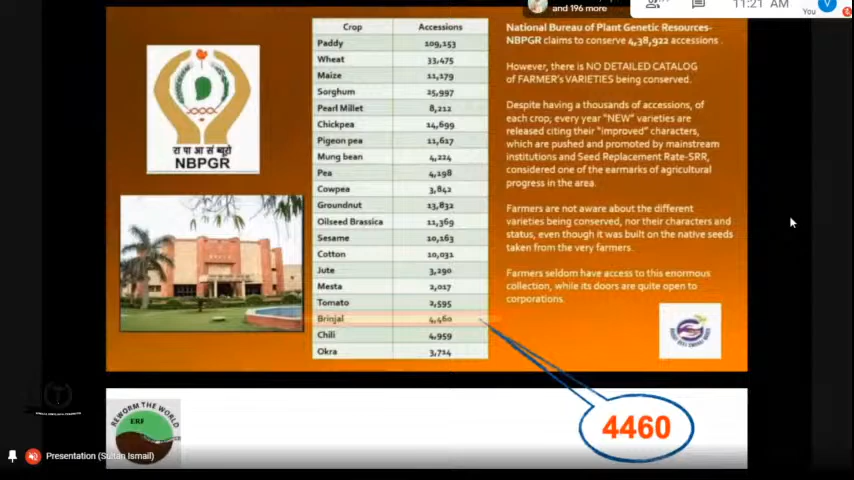 and 196 more
11:21 AM
V
You
Crop Accessions
Paddy 109,153
Wheat 33,475
Maize 11,179
Sorghum 25,997
Pearl Millet 8,212
Chickpea 14,699
Pigeon pea 11,617
Mung bean 4,224
Pea 4,198
Cowpea 3,842
Groundnut 13,832
Oilseed Brassica 11,369
Sesame 10,163
Cotton 10,031
Jute 3,290
Mesta 2,017
Tomato 2,595
Brinjal 4,460
Chili 4,959
Okra 3,714
रा पा आ सं ब्यूरो
NBPGR
National Bureau of Plant Genetic Resources-
NBPGR claims to conserve 4,38,922 accessions .
However, there is NO DETAILED CATALOG
of FARMER's VARIETIES being conserved.
Despite having a thousands of accessions, of
each crop; every year "NEW" varieties are
released citing their "improved" characters,
which are pushed and promoted by mainstream
institutions and Seed Replacement Rate-SRR,
considered one of the earmarks of agricultural
progress in the area.
Farmers are not aware about the different
varieties being conserved, nor their characters and
status, even though it was built on the native seeds
taken from the very farmers.
Farmers seldom have access to this enormous
collection, while its doors are quite open to
corporations.
4460
REWORM THE WORLD
ERF
Presentation (Sultan Ismail)